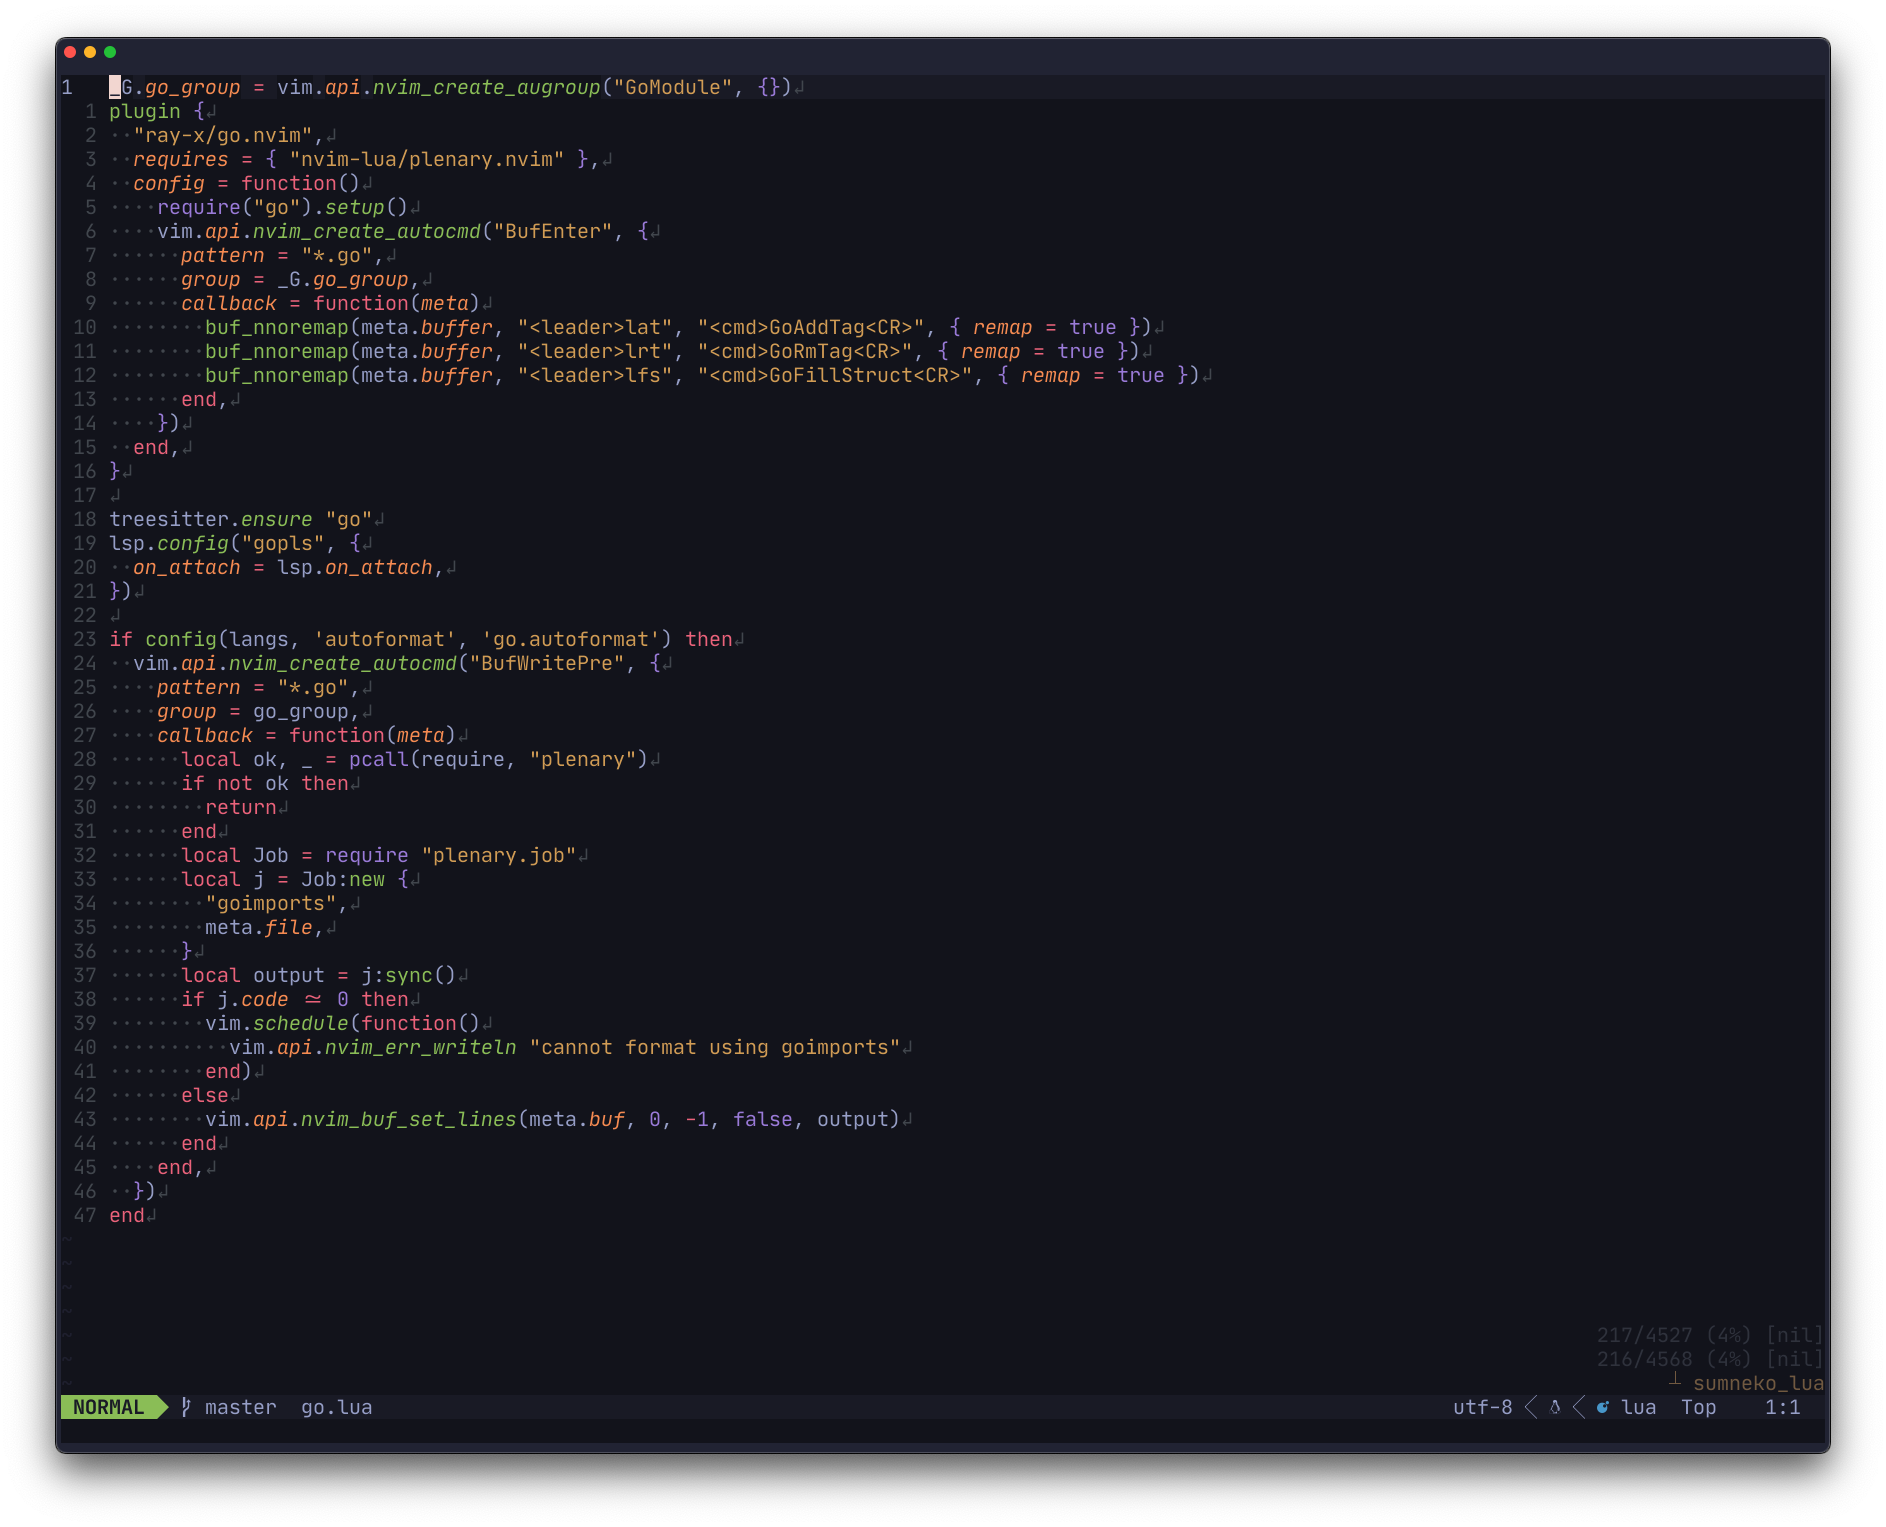 1   _G.go_group = vim.api.nvim_create_augroup("GoModule", {})↲
  1 plugin {↲
  2 ··"ray-x/go.nvim",↲
  3 ··requires = { "nvim-lua/plenary.nvim" },↲
  4 ··config = function()↲
  5 ····require("go").setup()↲
  6 ····vim.api.nvim_create_autocmd("BufEnter", {↲
  7 ······pattern = "*.go",↲
  8 ······group = _G.go_group,↲
  9 ······callback = function(meta)↲
 10 ········buf_nnoremap(meta.buffer, "<leader>lat", "<cmd>GoAddTag<CR>", { remap = true })↲
 11 ········buf_nnoremap(meta.buffer, "<leader>lrt", "<cmd>GoRmTag<CR>", { remap = true })↲
 12 ········buf_nnoremap(meta.buffer, "<leader>lfs", "<cmd>GoFillStruct<CR>", { remap = true })↲
 13 ······end,↲
 14 ····})↲
 15 ··end,↲
 16 }↲
 17 ↲
 18 treesitter.ensure "go"↲
 19 lsp.config("gopls", {↲
 20 ··on_attach = lsp.on_attach,↲
 21 })↲
 22 ↲
 23 if config(langs, 'autoformat', 'go.autoformat') then↲
 24 ··vim.api.nvim_create_autocmd("BufWritePre", {↲
 25 ····pattern = "*.go",↲
 26 ····group = go_group,↲
 27 ····callback = function(meta)↲
 28 ······local ok, _ = pcall(require, "plenary")↲
 29 ······if not ok then↲
 30 ········return↲
 31 ······end↲
 32 ······local Job = require "plenary.job"↲
 33 ······local j = Job:new {↲
 34 ········"goimports",↲
 35 ········meta.file,↲
 36 ······}↲
 37 ······local output = j:sync()↲
 38 ······if j.code ≃ 0 then↲
 39 ········vim.schedule(function()↲
 40 ··········vim.api.nvim_err_writeln "cannot format using goimports"↲
 41 ········end)↲
 42 ······else↲
 43 ········vim.api.nvim_buf_set_lines(meta.buf, 0, -1, false, output)↲
 44 ······end↲
 45 ····end,↲
 46 ··})↲
 47 end↲
~
~
~
~
~ 217/4527 (4%) [nil]
~ 216/4568 (4%) [nil]
~ ┴ sumneko_lua
NORMAL master go.lua utf-8 lua Top 1:1